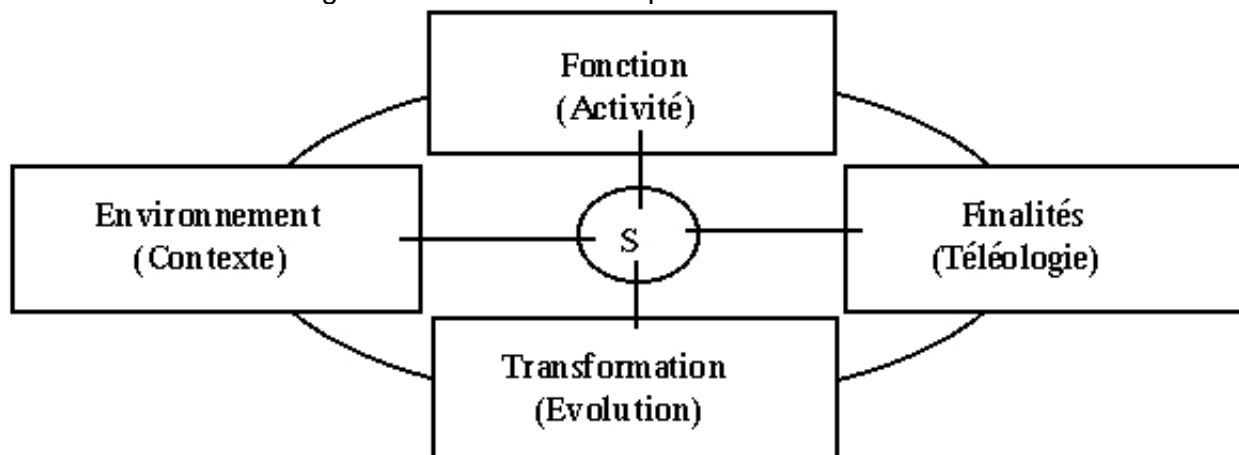 Fonction
(Activité)
Environnement
(Contexte)
S
Finalités
(Téléologie)
Transformation
(Evolution)